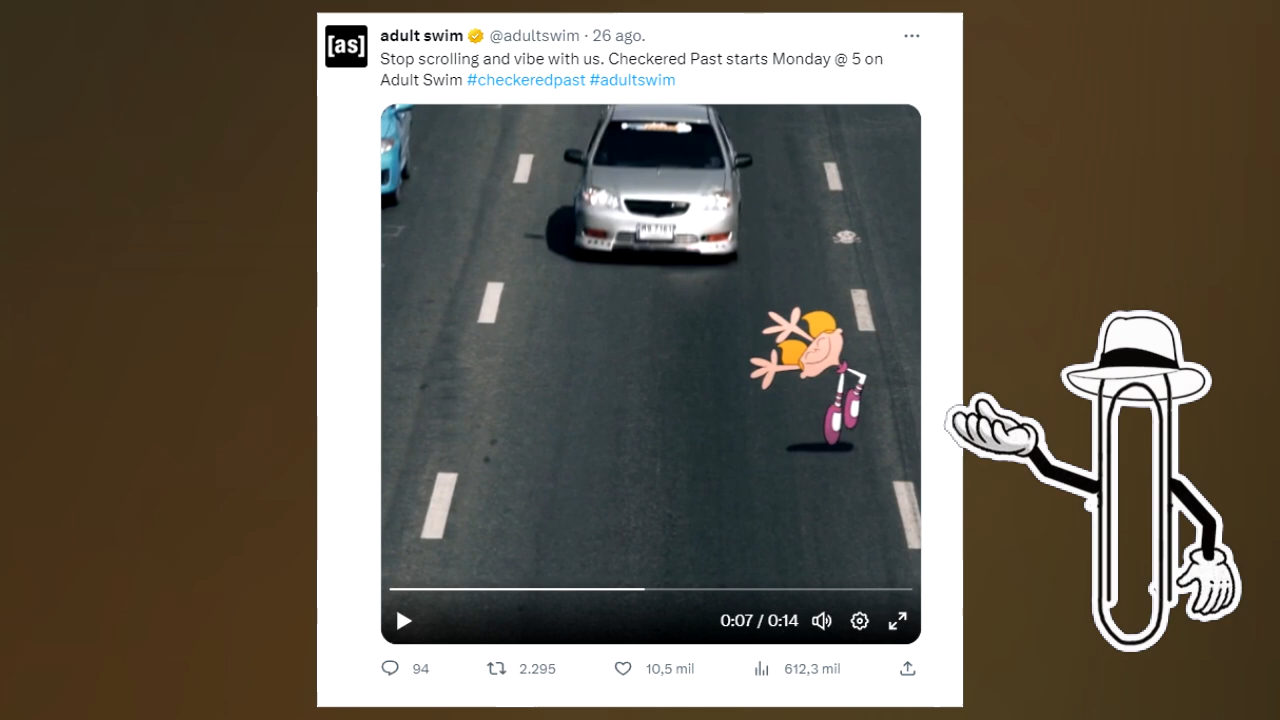 [as]
adult swim @adultswim · 26 ago.
Stop scrolling and vibe with us. Checkered Past starts Monday @ 5 on
Adult Swim #checkeredpast #adultswim
0:07 / 0:14
94 2.295 10,5 mil 612,3 mil